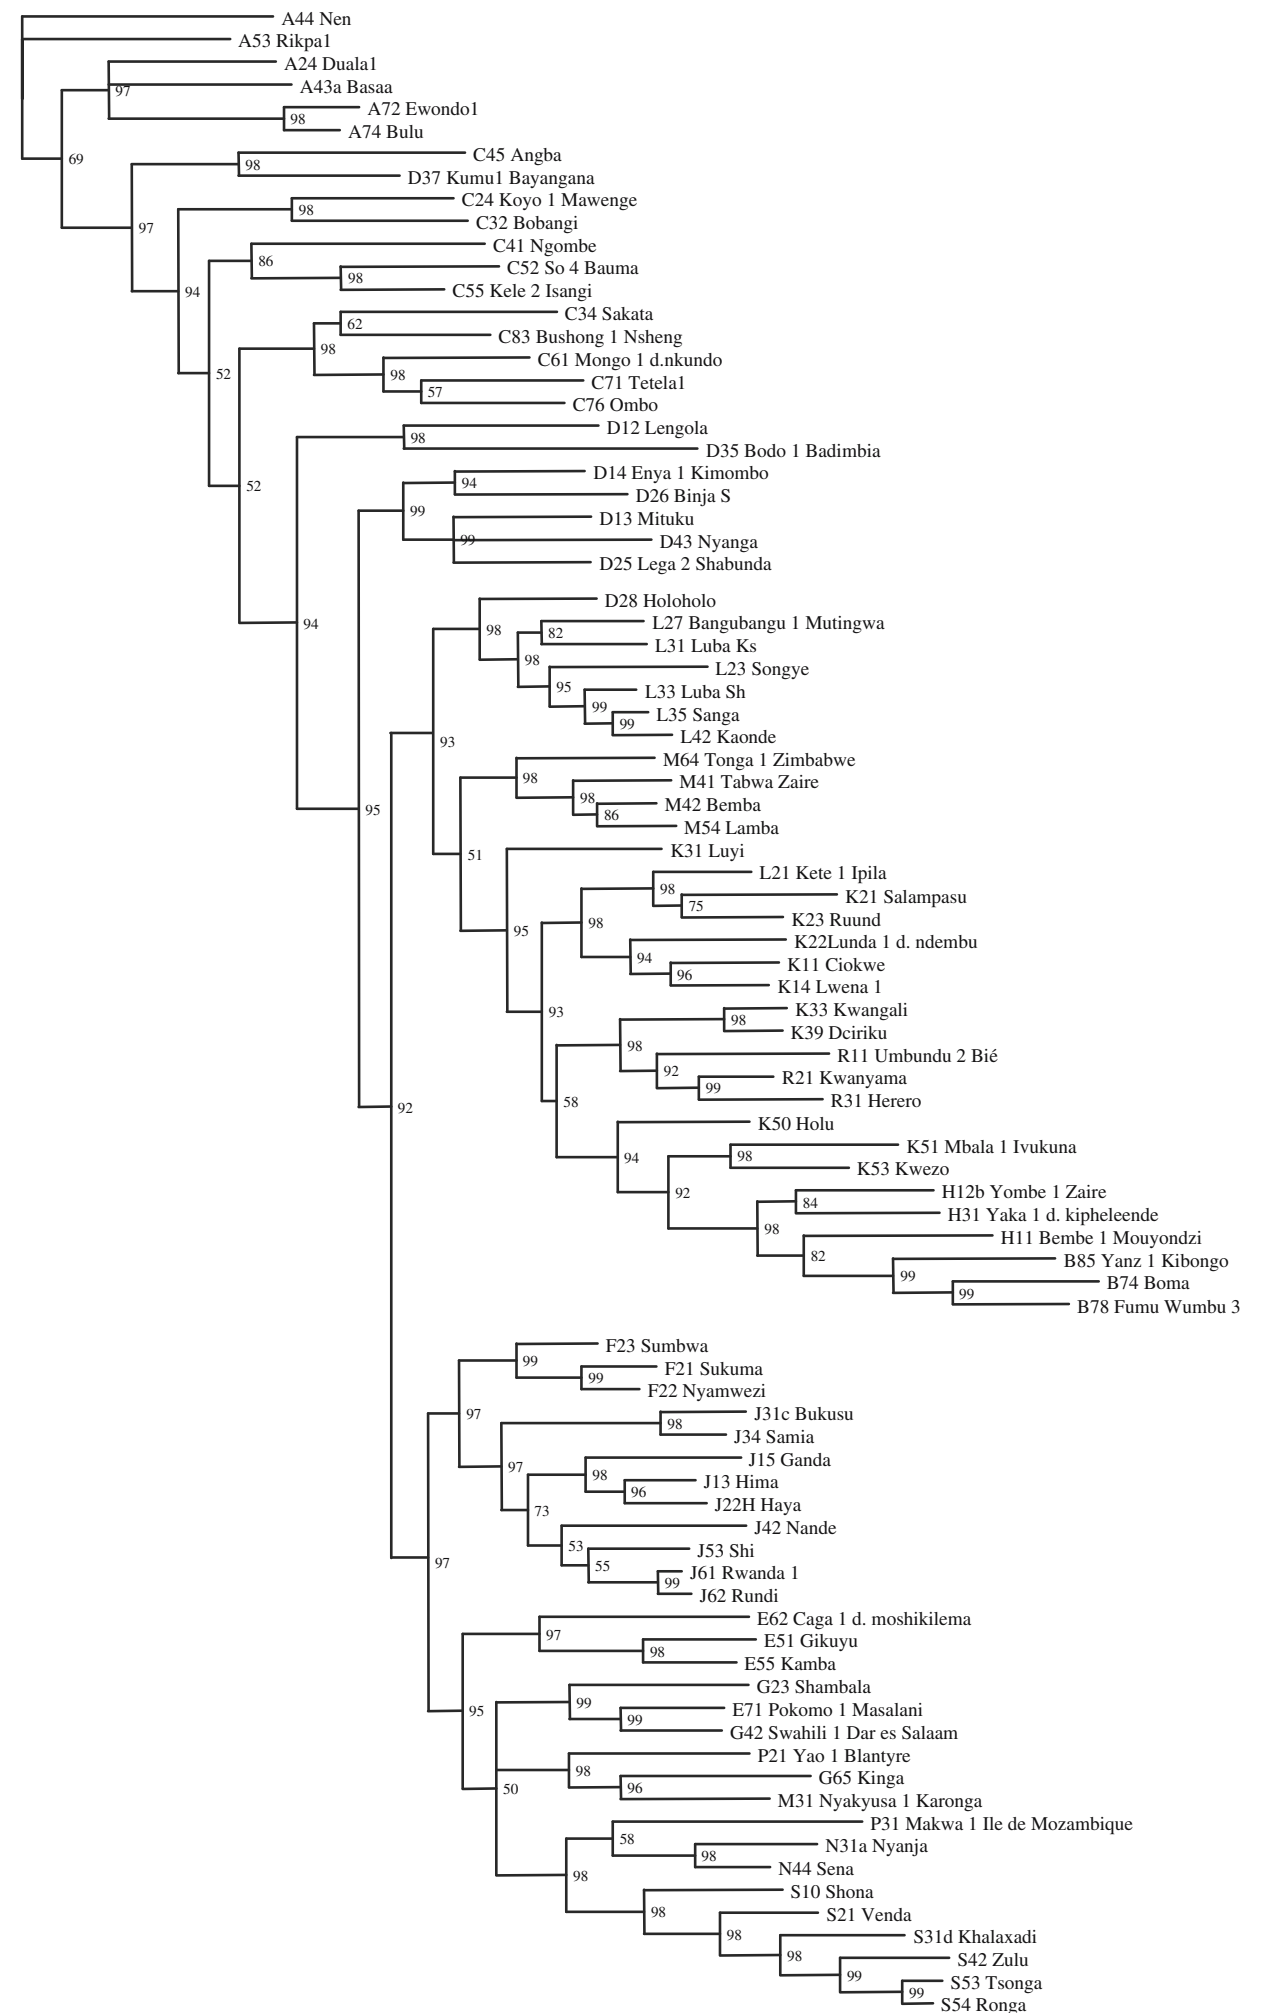 A44 Nen
A53 Rikpa1
A24 Duala1
97
A43a Basaa
A72 Ewondo1
98
A74 Bulu
69
C45 Angba
98
D37 Kumu1 Bayangana
97
C24 Koyo 1 Mawenge
98
C32 Bobangi
94
C41 Ngombe
86
C52 So 4 Bauma
98
C55 Kele 2 Isangi
52
C34 Sakata
62
C83 Bushong 1 Nsheng
98
C61 Mongo 1 d.nkundo
98
C71 Tetela1
57
C76 Ombo
52
D12 Lengola
98
D35 Bodo 1 Badimbia
94
D14 Enya 1 Kimombo
94
D26 Binja S
99
D13 Mituku
99
D43 Nyanga
D25 Lega 2 Shabunda
95
D28 Holoholo
98
L27 Bangubangu 1 Mutingwa
82
L31 Luba Ks
98
L23 Songye
95
L33 Luba Sh
99
L35 Sanga
99
L42 Kaonde
93
M64 Tonga 1 Zimbabwe
98
M41 Tabwa Zaire
98
M42 Bemba
86
M54 Lamba
51
K31 Luyi
95
L21 Kete 1 Ipila
98
K21 Salampasu
75
K23 Ruund
98
K22Lunda 1 d. ndembu
94
K11 Ciokwe
96
K14 Lwena 1
93
K33 Kwangali
98
K39 Dciriku
98
R11 Umbundu 2 Bié
92
R21 Kwanyama
99
R31 Herero
58
92
K50 Holu
94
K51 Mbala 1 Ivukuna
98
K53 Kwezo
92
H12b Yombe 1 Zaire
84
H31 Yaka 1 d. kipheleende
98
H11 Bembe 1 Mouyondzi
82
B85 Yanz 1 Kibongo
99
B74 Boma
99
B78 Fumu Wumbu 3
F23 Sumbwa
99
F21 Sukuma
99
F22 Nyamwezi
97
J31c Bukusu
98
J34 Samia
97
J15 Ganda
98
J13 Hima
96
J22H Haya
73
J42 Nande
53
J53 Shi
55
J61 Rwanda 1
99
J62 Rundi
97
E62 Caga 1 d. moshikilema
97
E51 Gikuyu
98
E55 Kamba
95
G23 Shambala
99
E71 Pokomo 1 Masalani
99
G42 Swahili 1 Dar es Salaam
P21 Yao 1 Blantyre
98
G65 Kinga
96
M31 Nyakyusa 1 Karonga
50
P31 Makwa 1 Ile de Mozambique
58
N31a Nyanja
98
N44 Sena
98
S10 Shona
98
S21 Venda
98
S31d Khalaxadi
98
S42 Zulu
99
S53 Tsonga
99
S54 Ronga